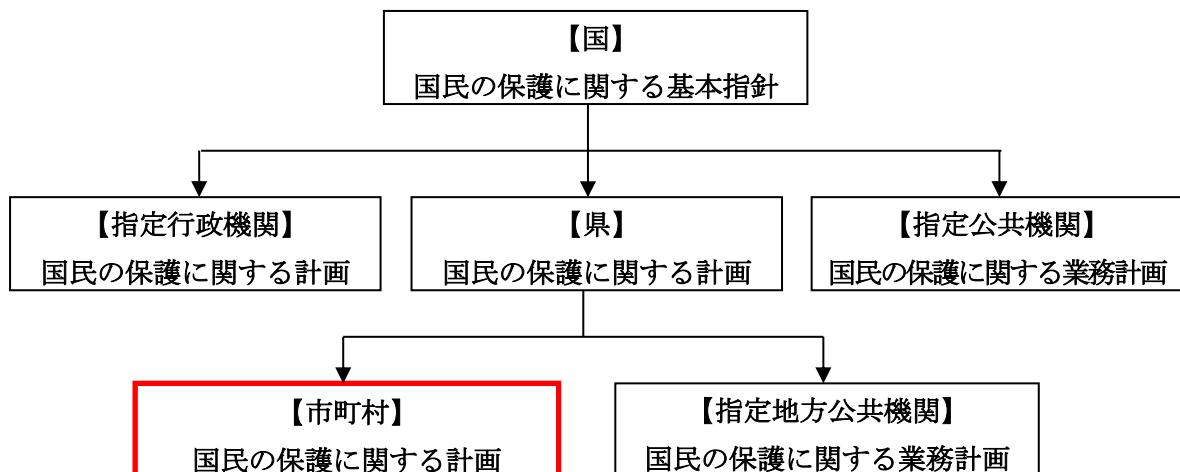 【国】
国民の保護に関する基本指針
【指定行政機関】
国民の保護に関する計画
【県】
国民の保護に関する計画
【指定公共機関】
国民の保護に関する業務計画
【市町村】
国民の保護に関する計画
【指定地方公共機関】
国民の保護に関する業務計画